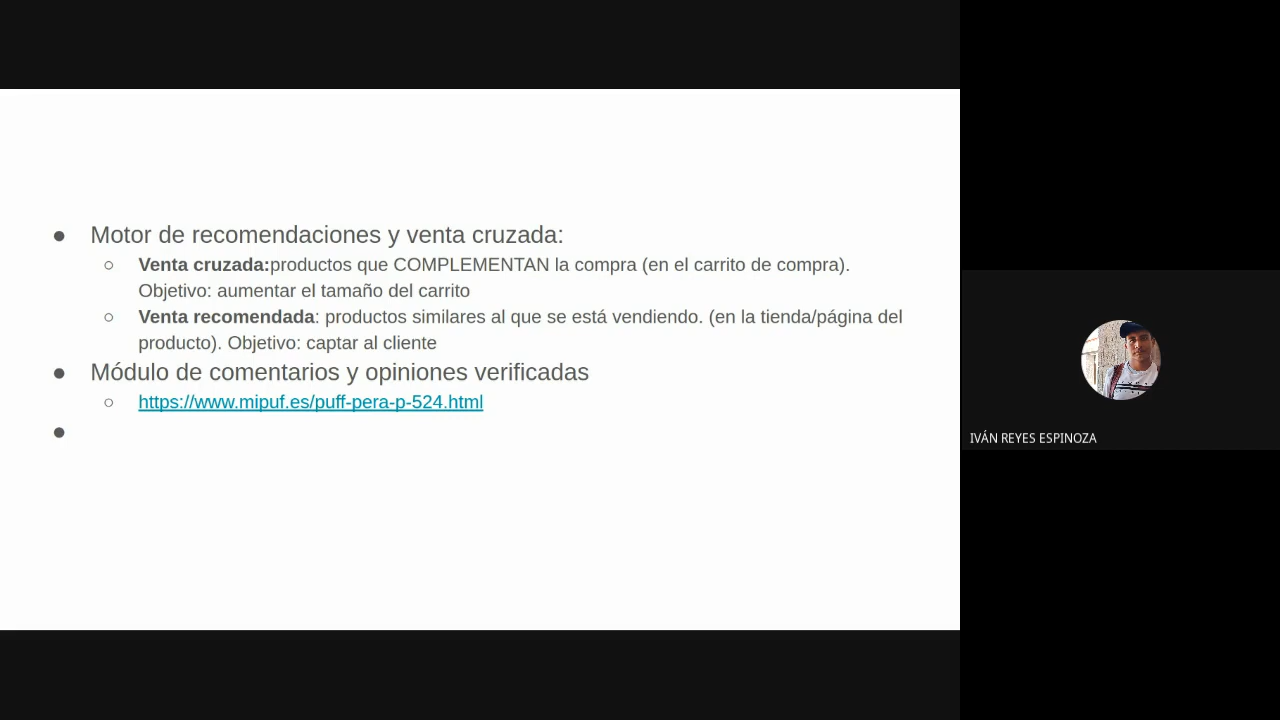 ● Motor de recomendaciones y venta cruzada:
○ Venta cruzada:productos que COMPLEMENTAN la compra (en el carrito de compra).
Objetivo: aumentar el tamaño del carrito
○ Venta recomendada: productos similares al que se está vendiendo. (en la tienda/página del
producto). Objetivo: captar al cliente
● Módulo de comentarios y opiniones verificadas
○ https://www.mipuf.es/puff-pera-p-524.html
●
IVÁN REYES ESPINOZA